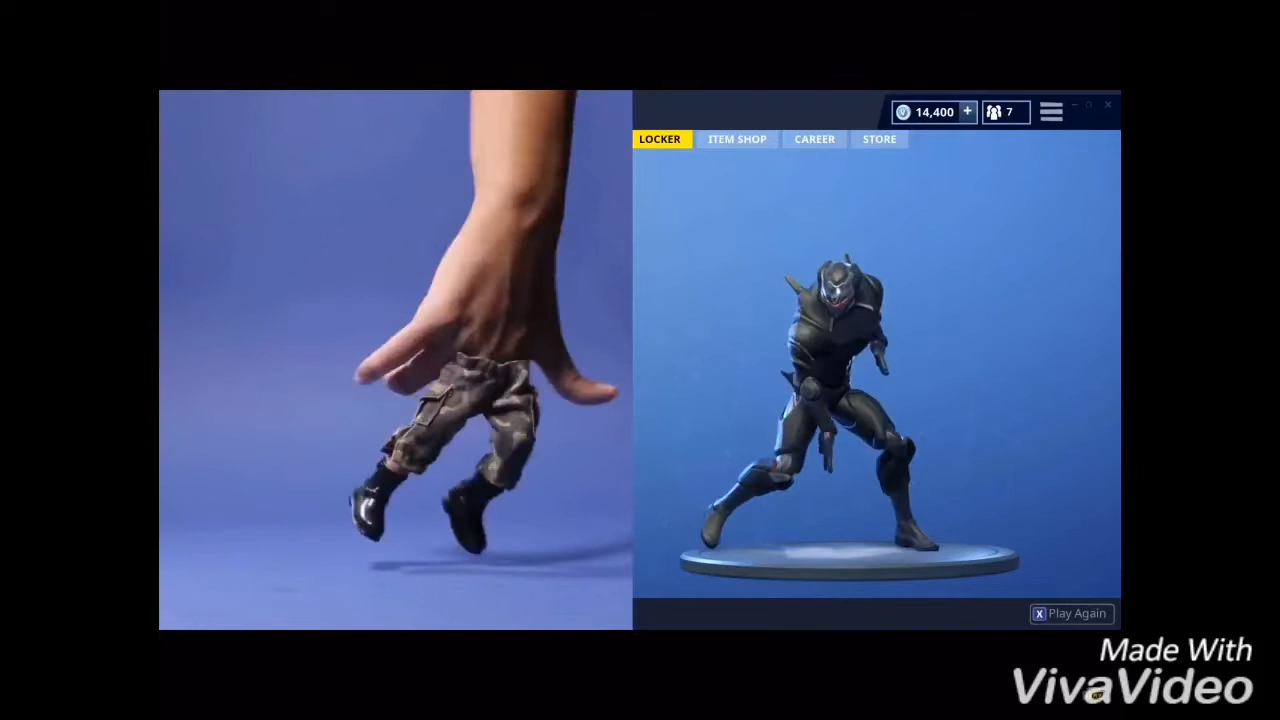 14,400 + 7
LOCKER ITEM SHOP CAREER STORE
X Play Again
Made With
VivaVideo